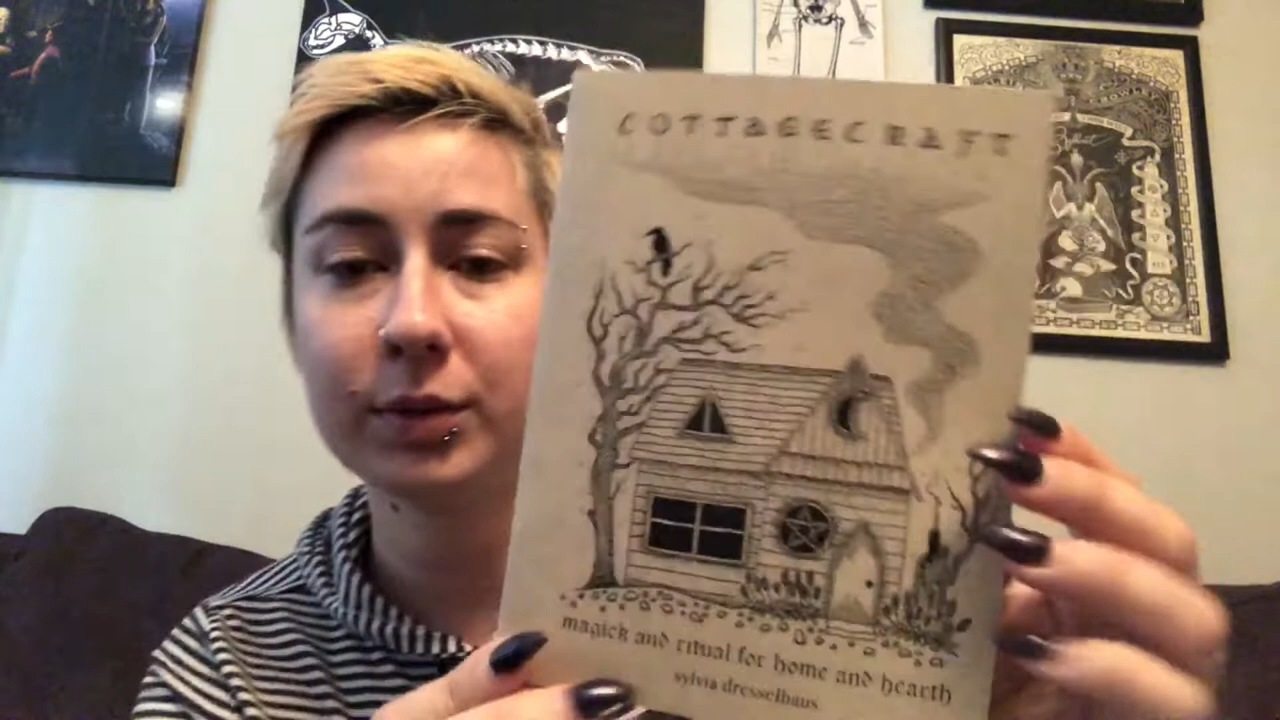 COTTAGECRAFT
magick and ritual for home and hearth
sylvia dresselhaus